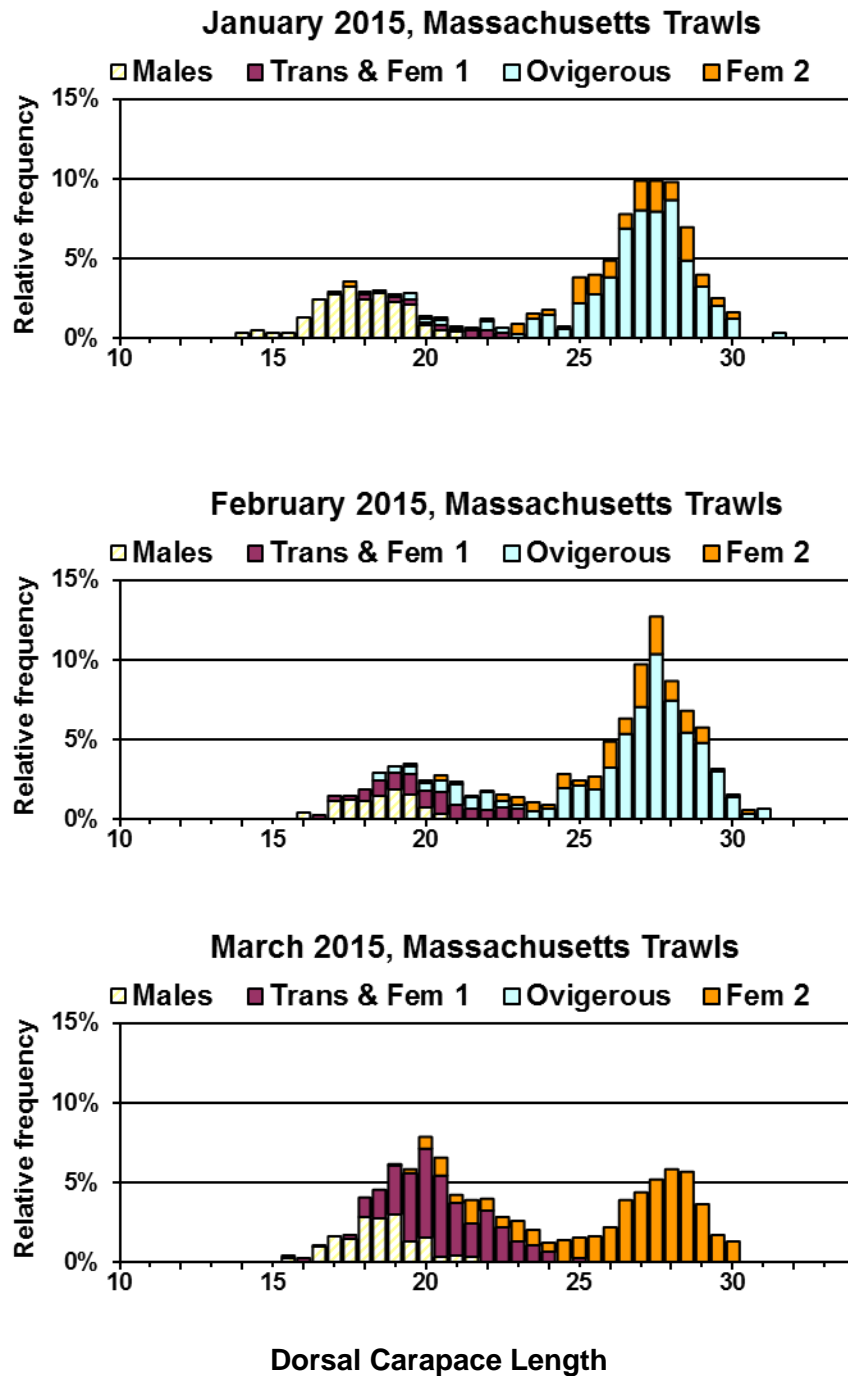 January 2015, Massachusetts Trawls
Males Trans & Fem 1 Ovigerous Fem 2
15%
10%
5%
0%
Relative frequency
10 15 20 25 30
February 2015, Massachusetts Trawls
Males Trans & Fem 1 Ovigerous Fem 2
15%
10%
5%
0%
Relative frequency
10 15 20 25 30
March 2015, Massachusetts Trawls
Males Trans & Fem 1 Ovigerous Fem 2
15%
10%
5%
0%
Relative frequency
10 15 20 25 30
Dorsal Carapace Length